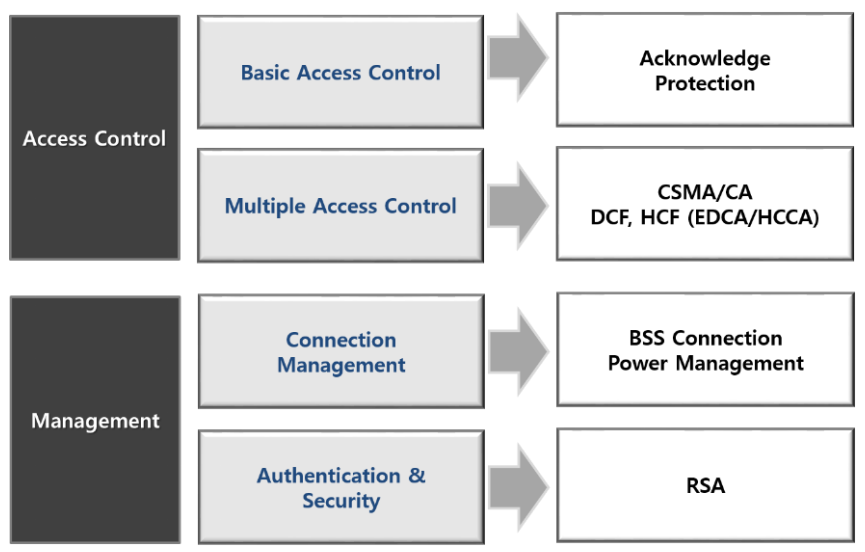 Access Control
Basic Access Control
Acknowledge
Protection
Multiple Access Control
CSMA/CA
DCF, HCF (EDCA/HCCA)
Management
Connection
Management
BSS Connection
Power Management
Authentication &
Security
RSA